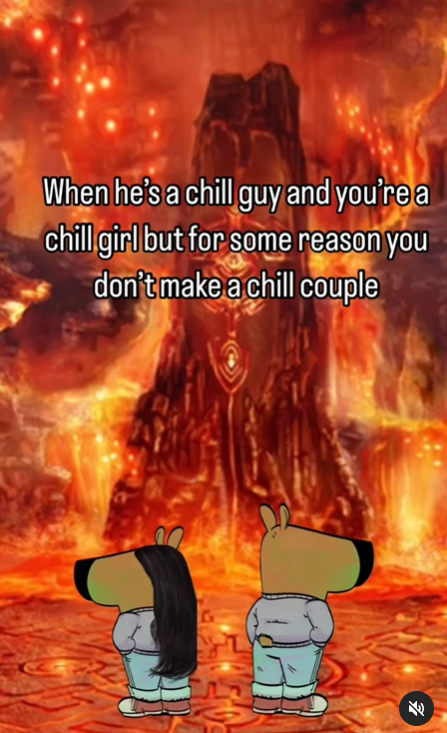 When he’s a chill guy and you’re a
chill girl but for some reason you
don’t make a chill couple